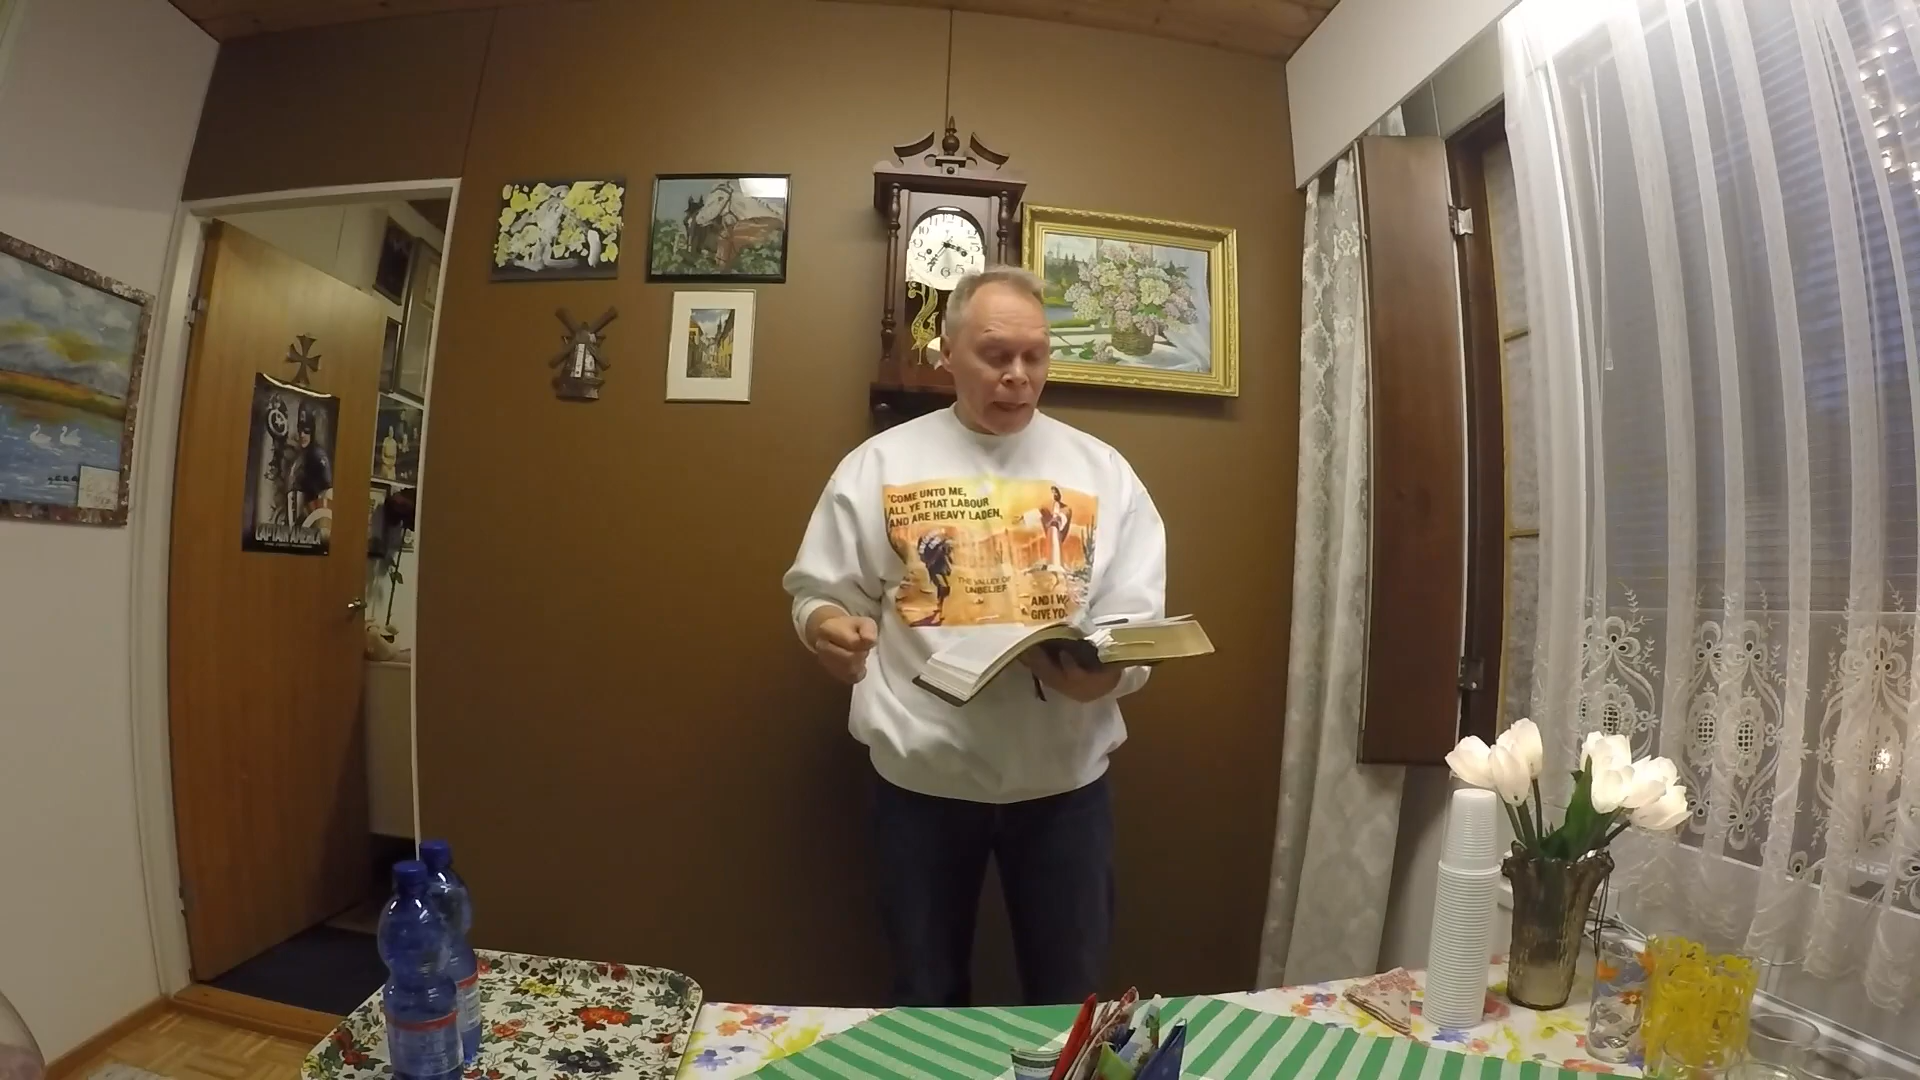 'COME UNTO ME,
ALL YE THAT LABOUR
AND ARE HEAVY LADEN,
THE VALLEY OF
UNBELIEF
AND I W
GIVE YO
CAPTAIN AMERICA